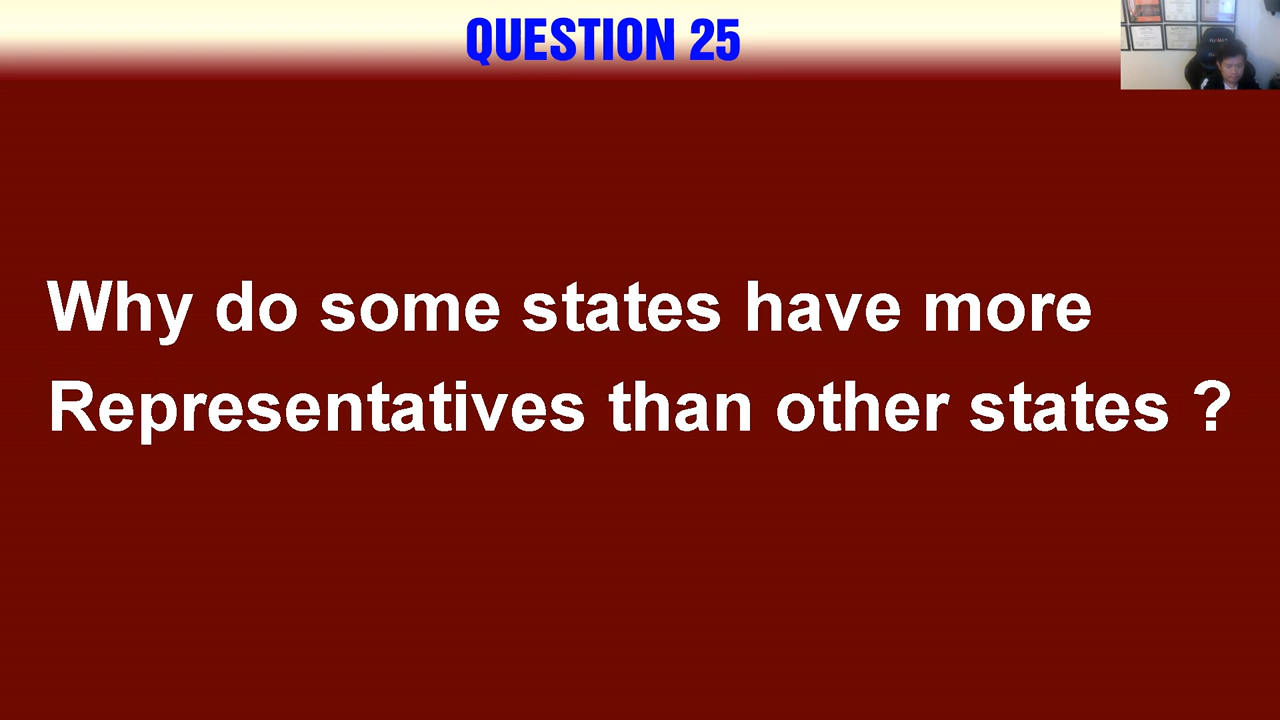 QUESTION 25
Why do some states have more
Representatives than other states ?